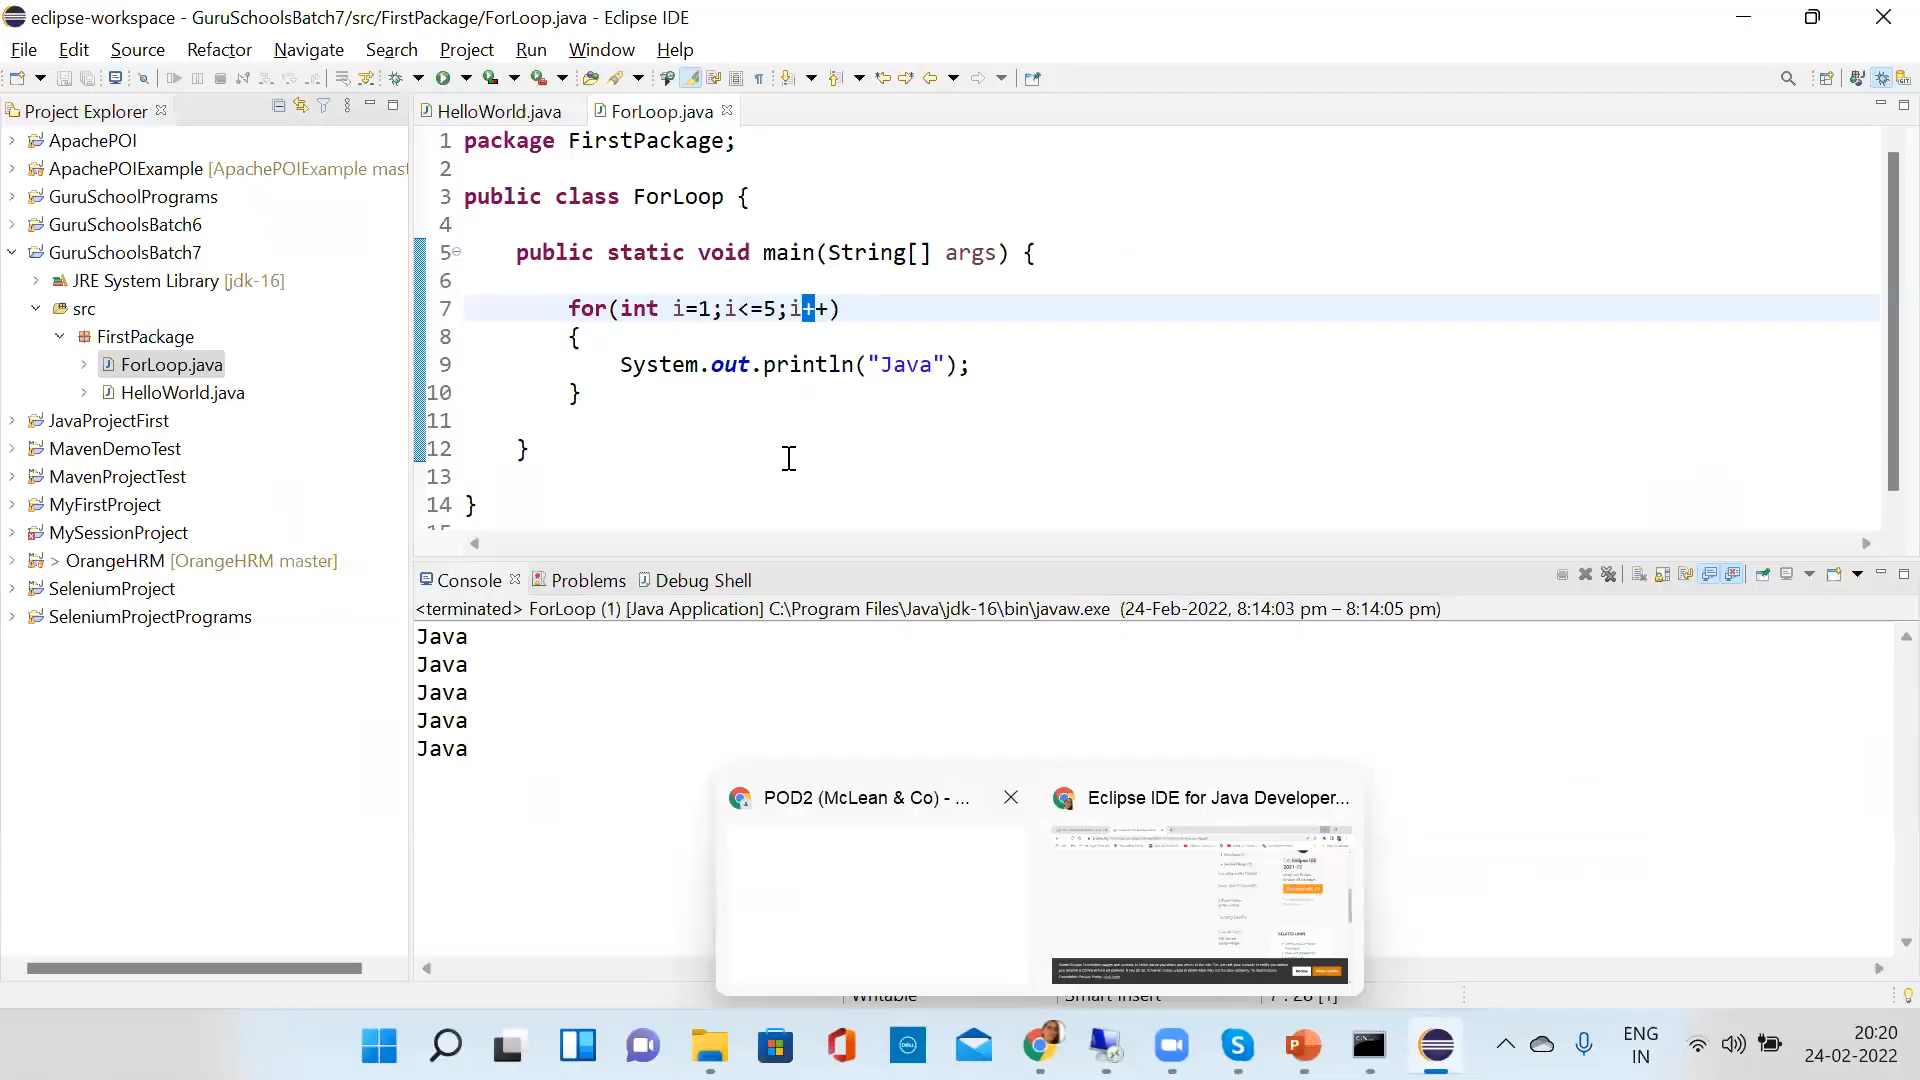 eclipse-workspace - GuruSchoolsBatch7/src/FirstPackage/ForLoop.java - Eclipse IDE
File Edit Source Refactor Navigate Search Project Run Window Help
Project Explorer
ApachePOI
ApachePOIExample [ApachePOIExample mast
GuruSchoolPrograms
GuruSchoolsBatch6
GuruSchoolsBatch7
JRE System Library [jdk-16]
src
FirstPackage
ForLoop.java
HelloWorld.java
JavaProjectFirst
MavenDemoTest
MavenProjectTest
MyFirstProject
MySessionProject
> OrangeHRM [OrangeHRM master]
SeleniumProject
SeleniumProjectPrograms
HelloWorld.java ForLoop.java
1 package FirstPackage;
2
3 public class ForLoop {
4
5 public static void main(String[] args) {
6
7 for(int i=1;i<=5;i++)
8 {
9 System.out.println("Java");
10 }
11
12 }
13
14 }
Console Problems Debug Shell
<terminated> ForLoop (1) [Java Application] C:\Program Files\Java\jdk-16\bin\javaw.exe (24-Feb-2022, 8:14:03 pm – 8:14:05 pm)
Java
Java
Java
Java
Java
POD2 (McLean & Co) - ...
Eclipse IDE for Java Developer...
Writable Smart Insert 7 : 28 [1]
ENG
IN
20:20
24-02-2022